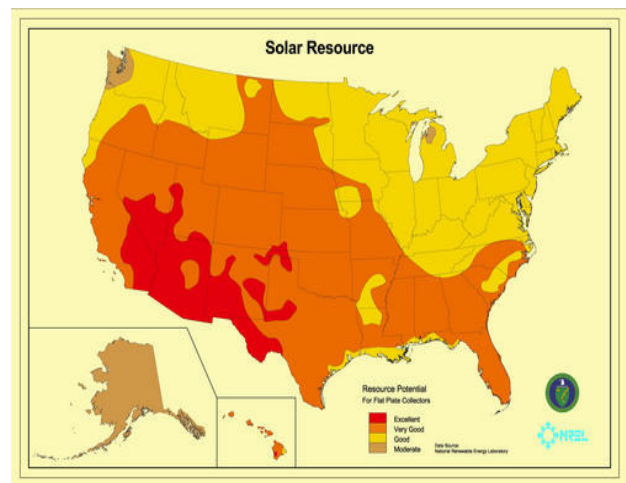 Solar Resource
Resource Potential
For Flat Plate Collectors
Excellent
Very Good
Good
Moderate
Data Source:
National Renewable Energy Laboratory
NREL